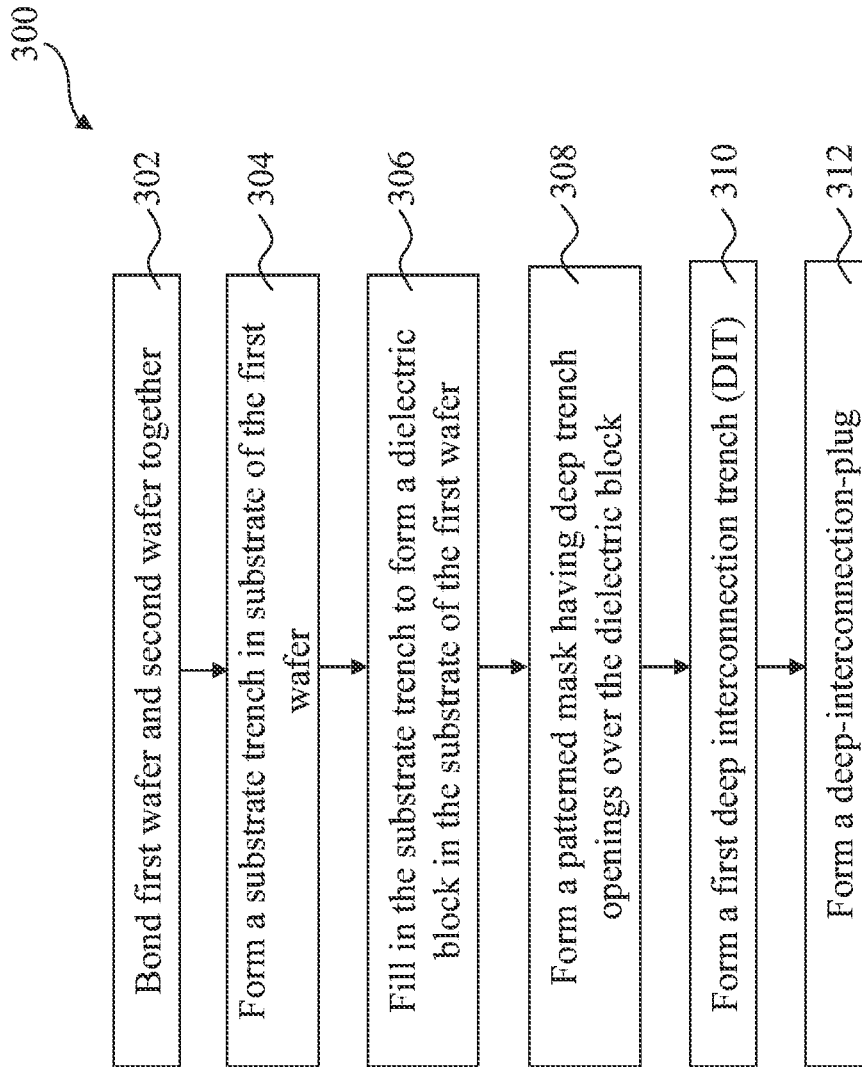 300
Bond first wafer and second wafer together
302
Form a substrate trench in substrate of the first
wafer
304
Fill in the substrate trench to form a dielectric
block in the substrate of the first wafer
306
Form a patterned mask having deep trench
openings over the dielectric block
308
Form a first deep interconnection trench (DIT)
310
Form a deep-interconnection-plug
312